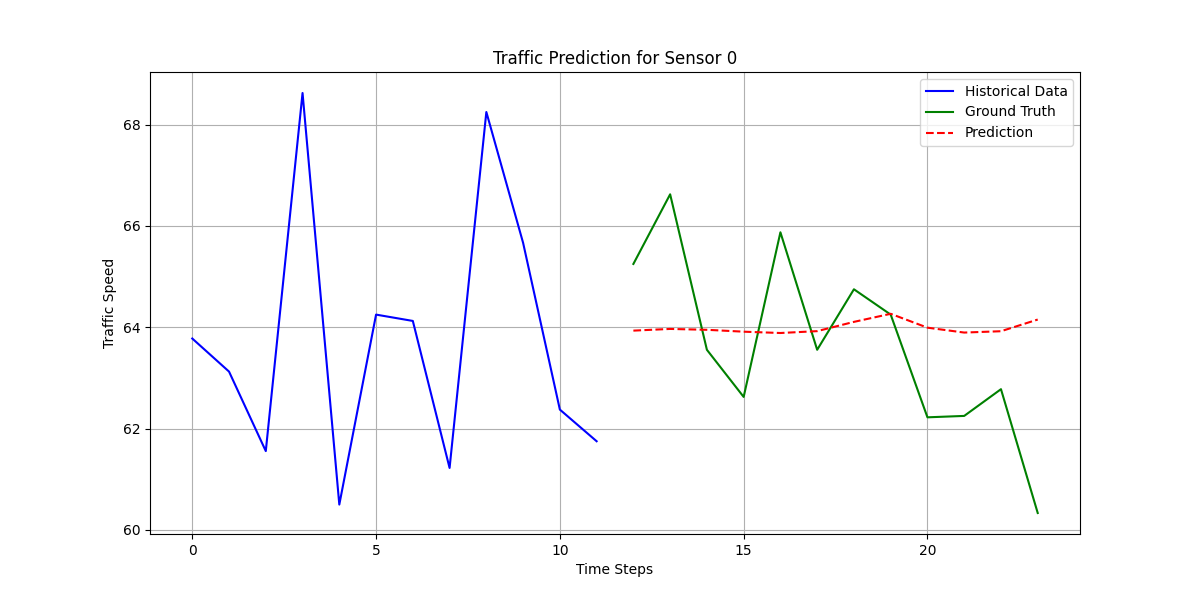 Traffic Prediction for Sensor 0
Historical Data
Ground Truth
Prediction
Traffic Speed
68
66
64
62
60
0 5 10 15 20
Time Steps